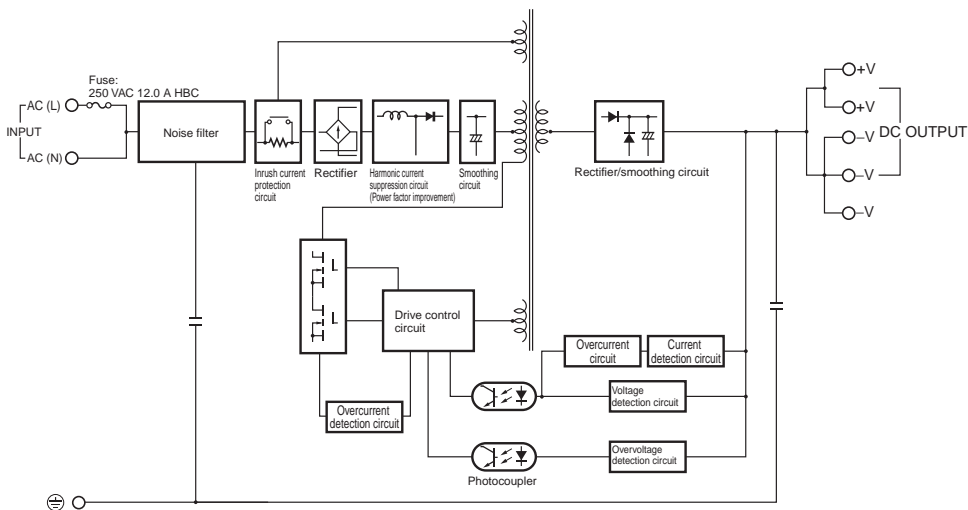 Fuse:
250 VAC 12.0 A HBC
AC (L)
INPUT
AC (N)
Noise filter
Inrush current
protection
circuit
Rectifier
Harmonic current
suppression circuit
(Power factor improvement)
Smoothing
circuit
Rectifier/smoothing circuit
+V
+V
–V
DC OUTPUT
–V
–V
Drive control
circuit
Overcurrent
detection circuit
Overcurrent
circuit
Current
detection circuit
Voltage
detection circuit
Overvoltage
detection circuit
Photocoupler